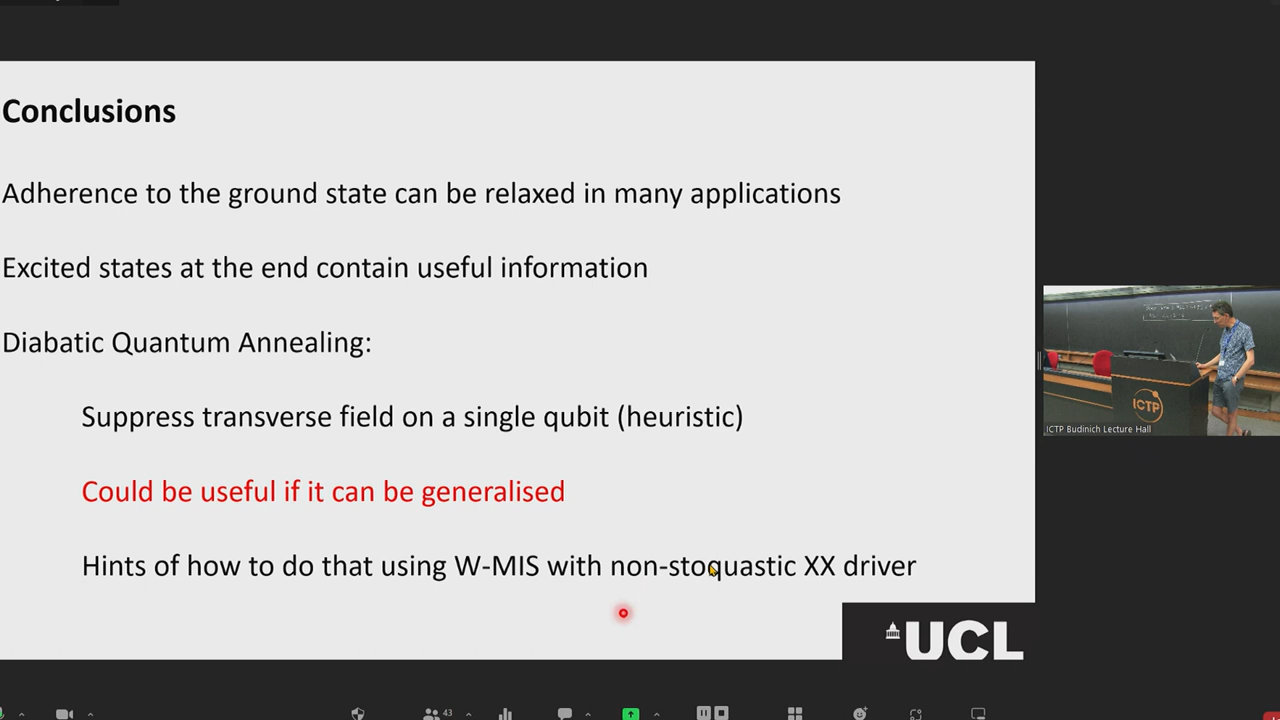 Conclusions
Adherence to the ground state can be relaxed in many applications
Excited states at the end contain useful information
Diabatic Quantum Annealing:
Suppress transverse field on a single qubit (heuristic)
Could be useful if it can be generalised
Hints of how to do that using W-MIS with non-stoquastic XX driver
UCL
ICTP
ICTP Budinich Lecture Hall
43